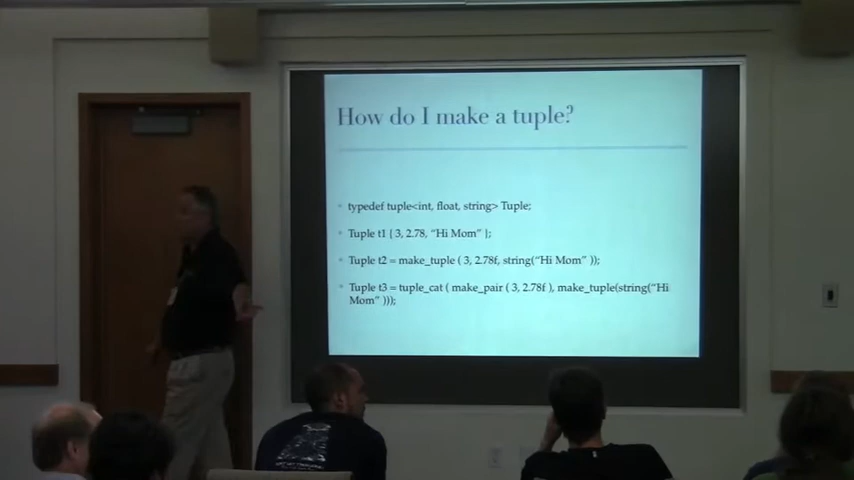 How do I make a tuple?
typedef tuple<int, float, string> Tuple;
Tuple t1 { 3, 2.78, “Hi Mom” };
Tuple t2 = make_tuple ( 3, 2.78f, string(“Hi Mom” ));
Tuple t3 = tuple_cat ( make_pair ( 3, 2.78f ), make_tuple(string(“Hi
Mom” )));